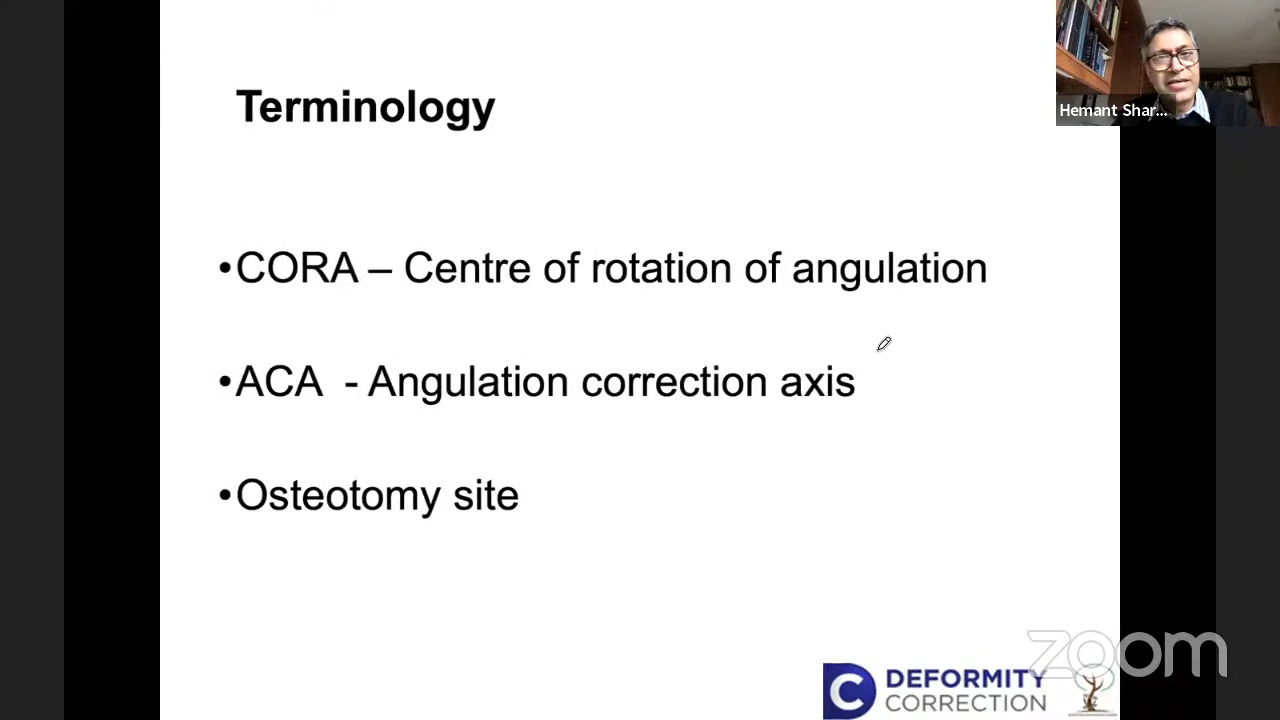 Terminology
Hemant Shar...
•CORA – Centre of rotation of angulation
•ACA - Angulation correction axis
•Osteotomy site
zoom
C DEFORMITY
CORRECTION